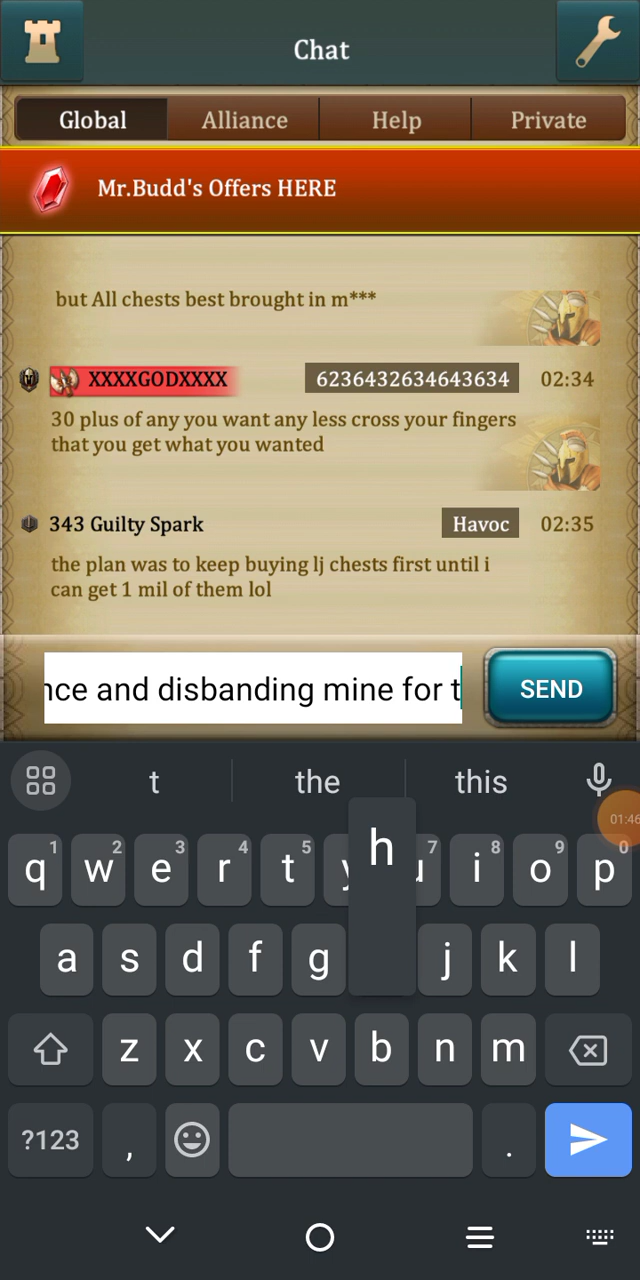 Chat
Global Alliance Help Private
Mr.Budd's Offers HERE
but All chests best brought in m***
XXXXGODXXXX 6236432634643634 02:34
30 plus of any you want any less cross your fingers
that you get what you wanted
343 Guilty Spark Havoc 02:35
the plan was to keep buying lj chests first until i
can get 1 mil of them lol
nce and disbanding mine for t SEND
t the this
01:46
1 2 3 4 5 7 8 9 0
q w e r t y u i o p
h
a s d f g j k l
z x c v b n m
?123 , .